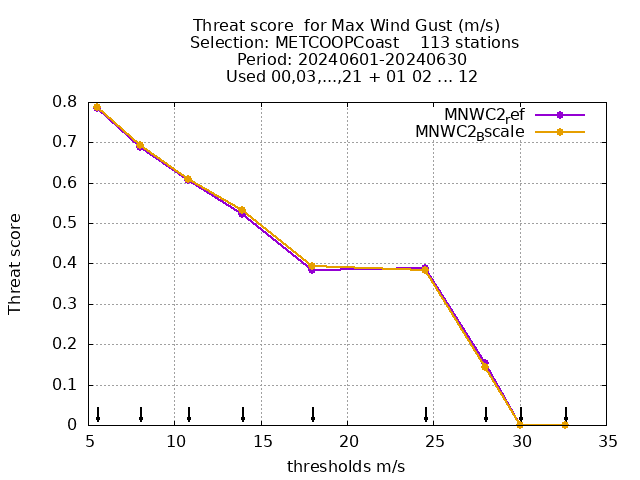 Threat score  for Max Wind Gust (m/s)
Selection: METCOOPCoast    113 stations
Period: 20240601-20240630
Used 00,03,...,21 + 01 02 ... 12
MNWC2_ref
MNWC2_Bscale
Threat score
0.8
0.7
0.6
0.5
0.4
0.3
0.2
0.1
0
5 10 15 20 25 30 35
thresholds m/s